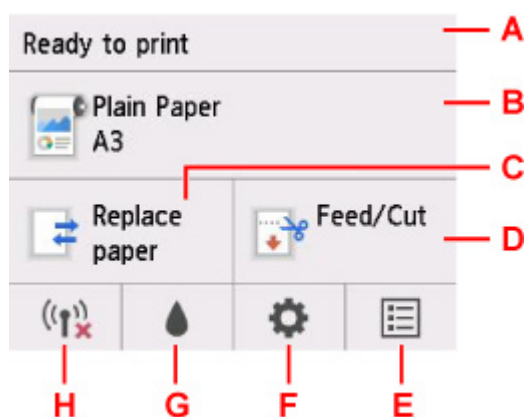 Ready to print
A
Plain Paper
A3
B
C
Replace
paper
Feed/Cut
D
H
G
F
E